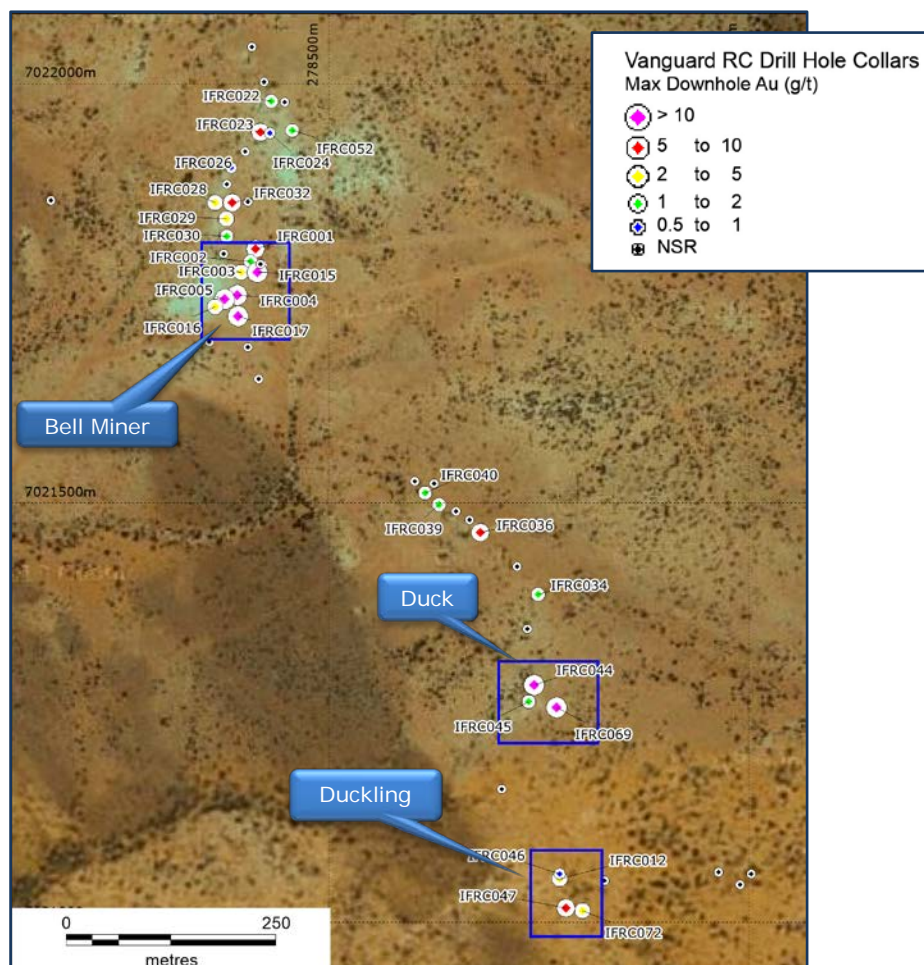 Vanguard RC Drill Hole Collars
Max Downhole Au (g/t)
> 10
5 to 10
2 to 5
1 to 2
0.5 to 1
NSR
278500m
7022000m
IFRC022
IFRC023
IFRC052
IFRC024
IFRC026
IFRC028
IFRC032
IFRC029
IFRC030
IFRC001
IFRC002
IFRC003
IFRC015
IFRC005
IFRC004
IFRC016
IFRC017
Bell Miner
IFRC040
7021500m
IFRC039
IFRC036
IFRC034
Duck
IFRC044
IFRC045
IFRC069
Duckling
IFRC046
IFRC012
IFRC047
IFRC072
0 250
metres